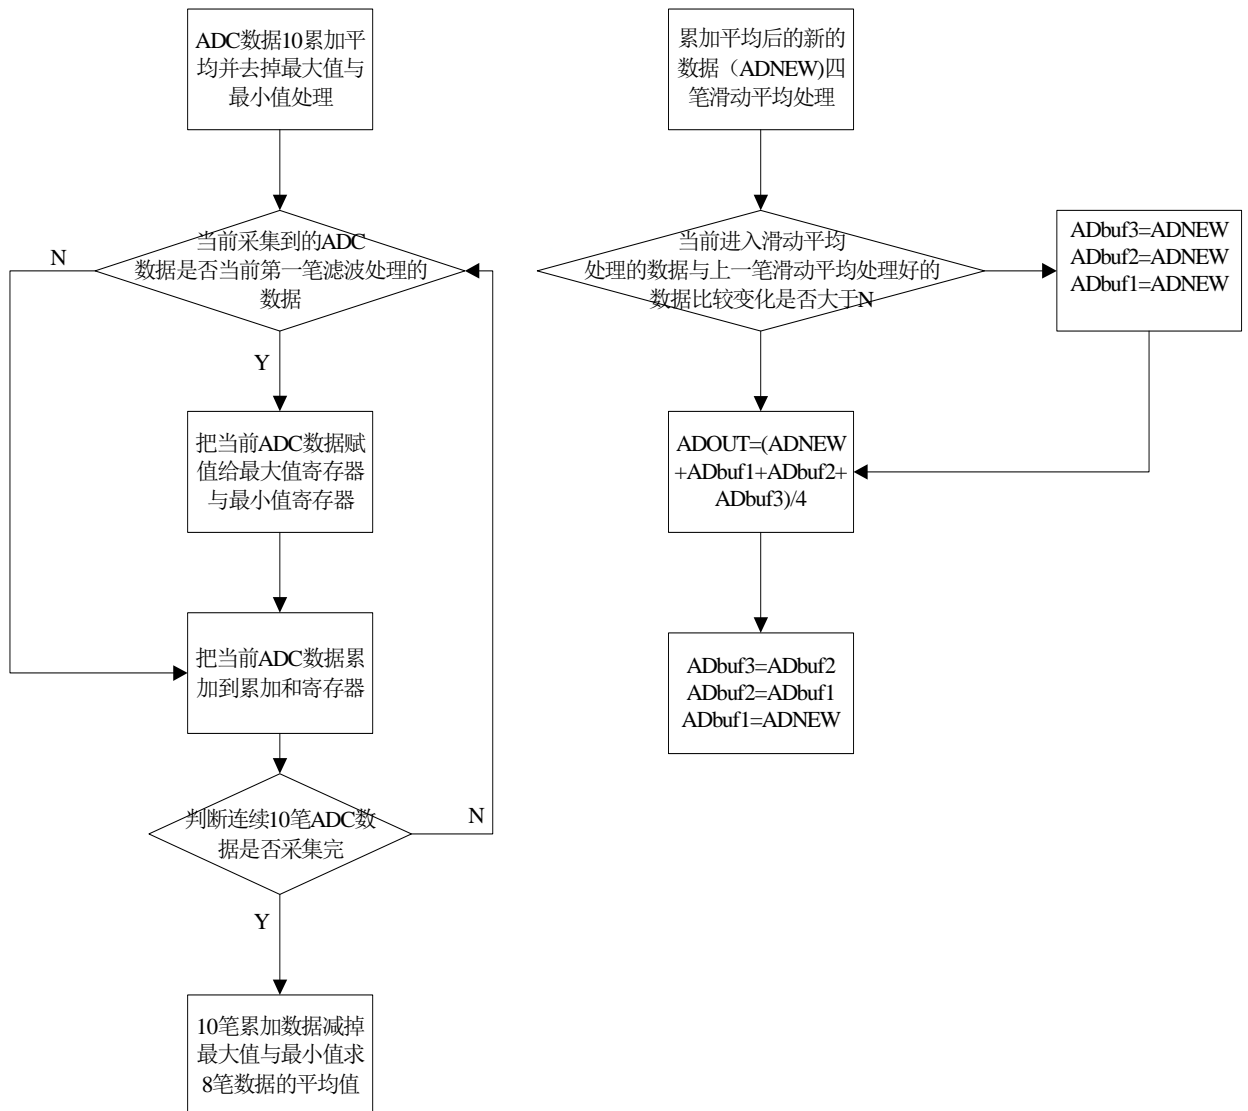 ADC数据10累加平
均并去掉最大值与
最小值处理
当前采集到的ADC
数据是否当前第一笔滤波处理的
数据
N
Y
把当前ADC数据赋
值给最大值寄存器
与最小值寄存器
把当前ADC数据累
加到累加和寄存器
判断连续10笔ADC数
据是否采集完
N
Y
10笔累加数据减掉
最大值与最小值求
8笔数据的平均值
累加平均后的新的
数据（ADNEW)四
笔滑动平均处理
当前进入滑动平均
处理的数据与上一笔滑动平均处理好的
数据比较变化是否大于N
ADbuf3=ADNEW
ADbuf2=ADNEW
ADbuf1=ADNEW
ADOUT=(ADNEW
+ADbuf1+ADbuf2+
ADbuf3)/4
ADbuf3=ADbuf2
ADbuf2=ADbuf1
ADbuf1=ADNEW